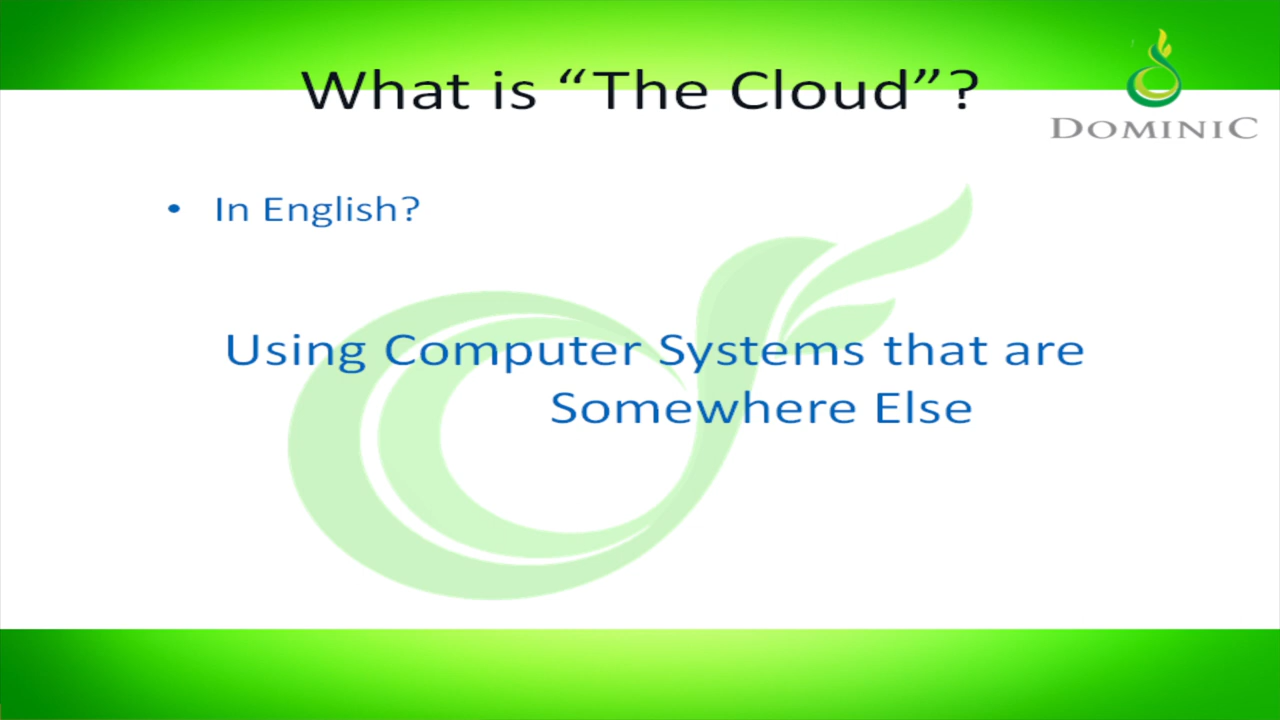 What is “The Cloud”?
DOMINIC
• In English?
Using Computer Systems that are
Somewhere Else